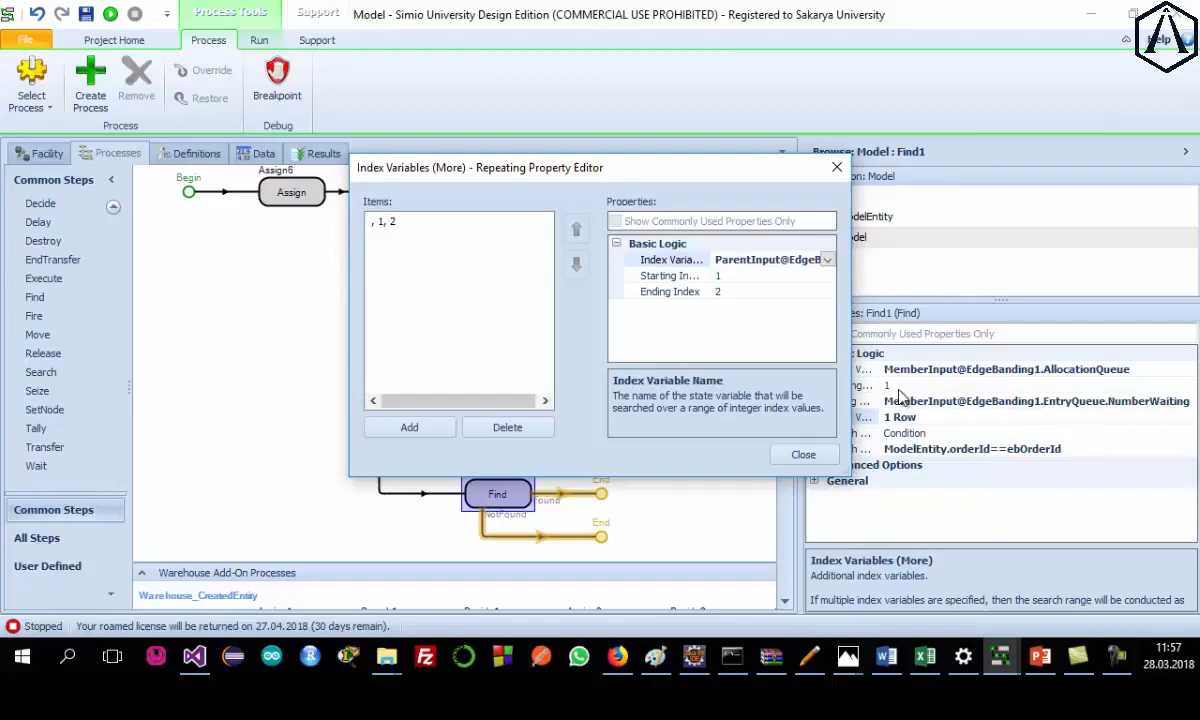 Process Tools
Support
Model - Simio University Design Edition (COMMERCIAL USE PROHIBITED) - Registered to Sakarya University
File
Project Home
Process
Run
Support
Help
Select Process
Create Process
Remove
Override
Restore
Breakpoint
Process
Debug
Facility
Processes
Definitions
Data
Results
Browse: Model : Find1
Model
Common Steps
Decide
Delay
Destroy
EndTransfer
Execute
Find
Fire
Move
Release
Search
Seize
SetNode
Tally
Transfer
Wait
Common Steps
All Steps
User Defined
Begin
Assign6
Assign
Index Variables (More) - Repeating Property Editor
Items:
, 1, 2
Add
Delete
Properties:
Show Commonly Used Properties Only
Basic Logic
Index Varia... ParentInput@EdgeB
Starting In... 1
Ending Index 2
Index Variable Name
The name of the state variable that will be
searched over a range of integer index values.
Close
delEntity
del
es: Find1 (Find)
Commonly Used Properties Only
Logic
V... MemberInput@EdgeBanding1.AllocationQueue
g... 1
g ... MemberInput@EdgeBanding1.EntryQueue.NumberWaiting
V... 1 Row
h ... Condition
h ... ModelEntity.orderId==ebOrderId
anced Options
General
Index Variables (More)
Additional index variables.
If multiple index variables are specified, then the search range will be conducted as
Find
Found
End
NotFound
End
Warehouse Add-On Processes
Warehouse_CreatedEntity
Stopped
Your roamed license will be returned on 27.04.2018 (30 days remain).
11:57
28.03.2018